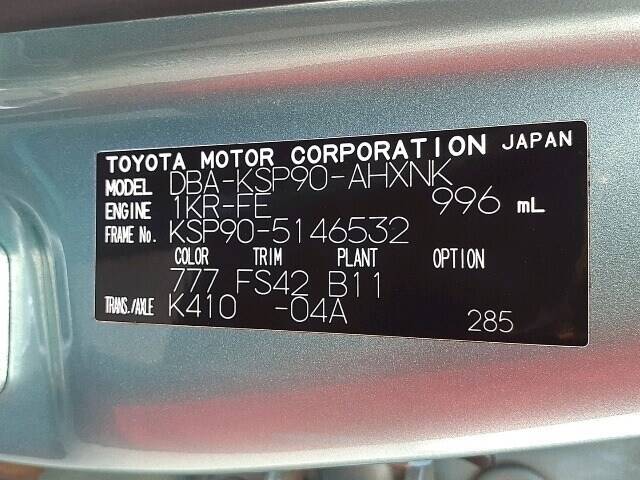 TOYOTA MOTOR CORPORATION JAPAN
MODEL DBA-KSP90-AHXNK
ENGINE 1KR-FE 996 mL
FRAME No. KSP90-5146532
COLOR TRIM PLANT OPTION
777 FS42 B11
TRANS./AXLE K410 -04A 285